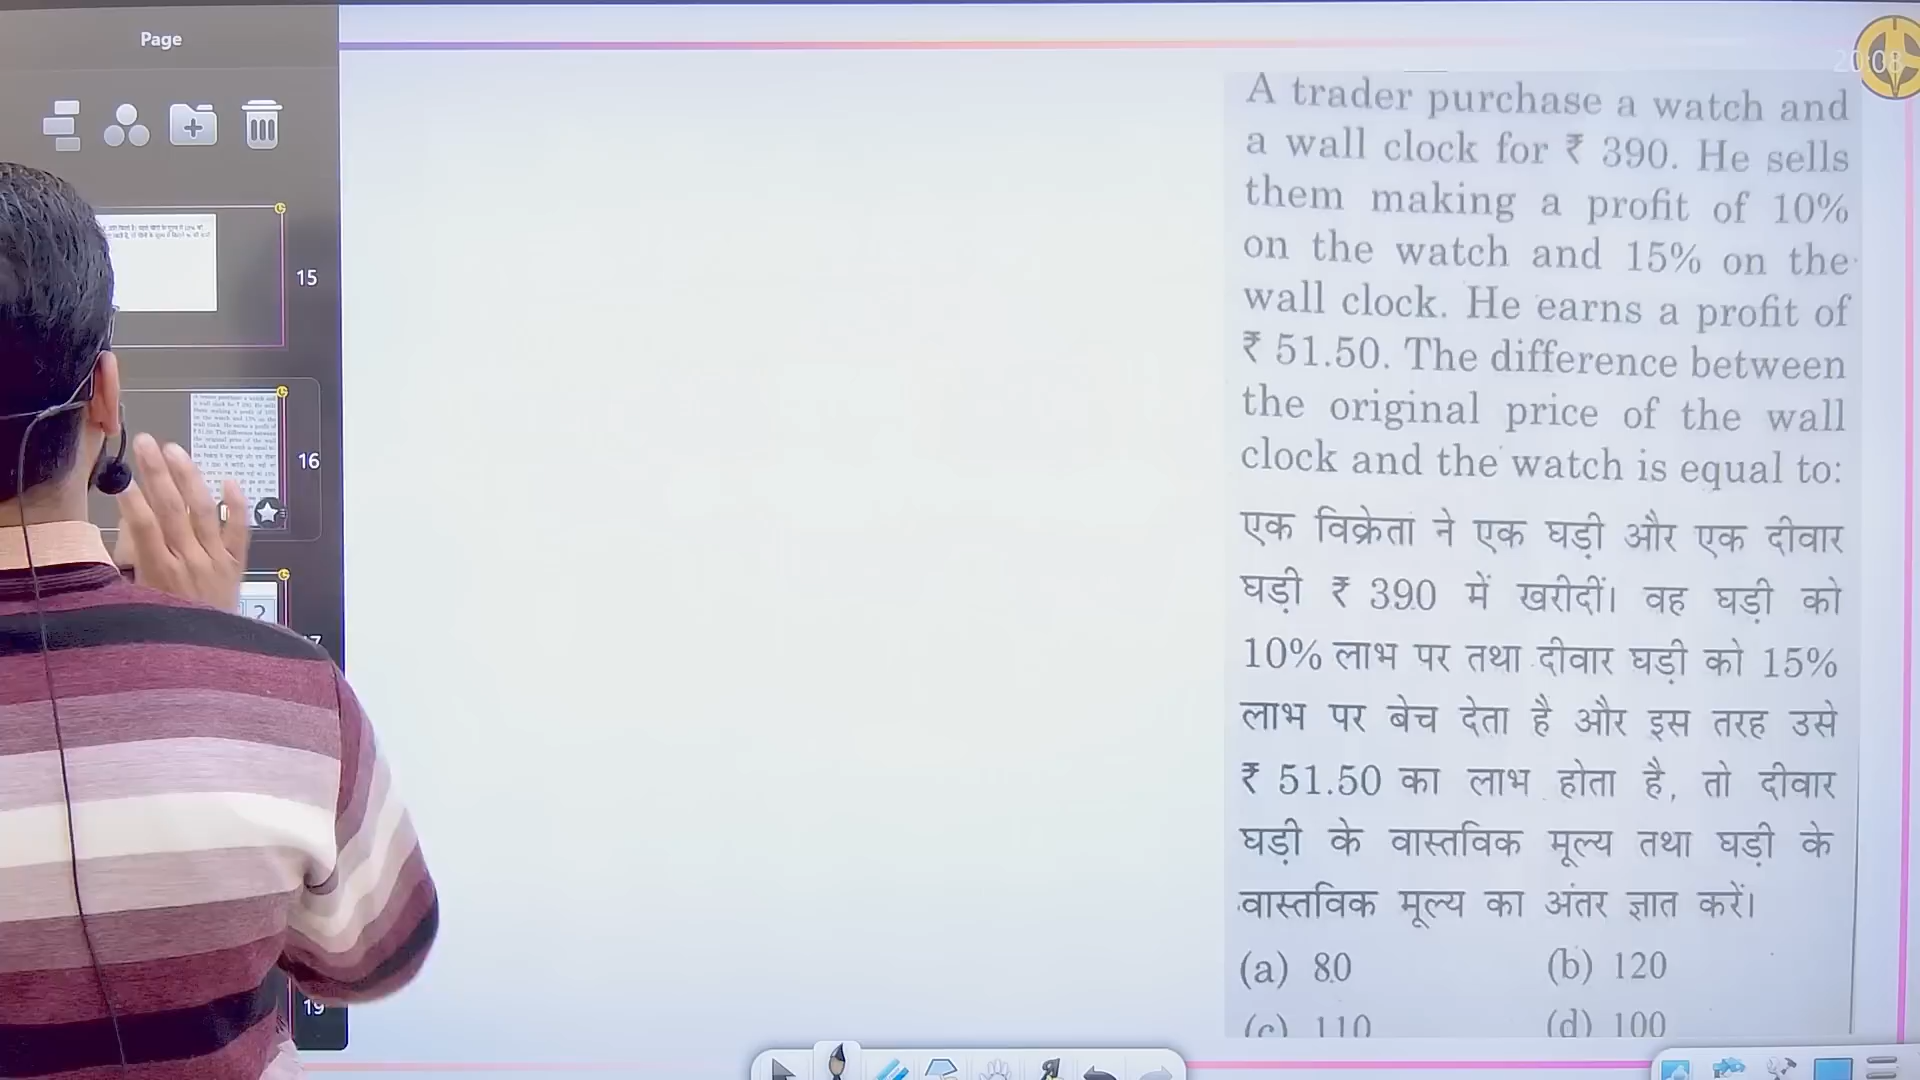 Page
20:08
15
16
19
A trader purchase a watch and
a wall clock for ₹ 390. He sells
them making a profit of 10%
on the watch and 15% on the
wall clock. He earns a profit of
₹ 51.50. The difference between
the original price of the wall
clock and the watch is equal to:
एक विक्रेता ने एक घड़ी और एक दीवार
घड़ी ₹ 390 में खरीदीं। वह घड़ी को
10% लाभ पर तथा दीवार घड़ी को 15%
लाभ पर बेच देता है और इस तरह उसे
₹ 51.50 का लाभ होता है, तो दीवार
घड़ी के वास्तविक मूल्य तथा घड़ी के
वास्तविक मूल्य का अंतर ज्ञात करें।
(a) 80 (b) 120
(c) 110 (d) 100